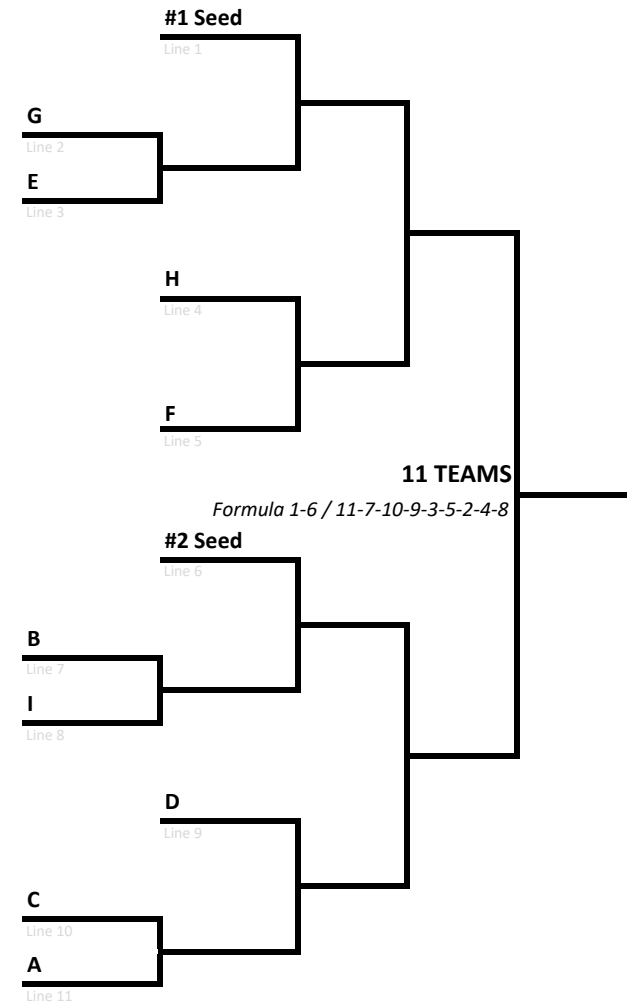 #1 Seed
Line 1
G
Line 2
E
Line 3
H
Line 4
F
Line 5
11 TEAMS
Formula 1-6 / 11-7-10-9-3-5-2-4-8
#2 Seed
Line 6
B
Line 7
I
Line 8
D
Line 9
C
Line 10
A
Line 11